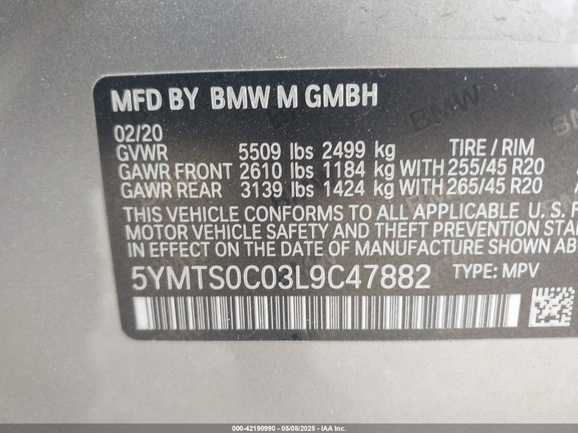 MFD BY BMW M GMBH
02/20
GVWR 5509 lbs 2499 kg TIRE / RIM
GAWR FRONT 2610 lbs 1184 kg WITH 255/45 R20
GAWR REAR 3139 lbs 1424 kg WITH 265/45 R20
THIS VEHICLE CONFORMS TO ALL APPLICABLE U. S. F
MOTOR VEHICLE SAFETY AND THEFT PREVENTION STAN
IN EFFECT ON THE DATE OF MANUFACTURE SHOWN AB
5YMTS0C03L9C47882 TYPE: MPV
000-42190990 - 05/05/2025 - IAA Inc.